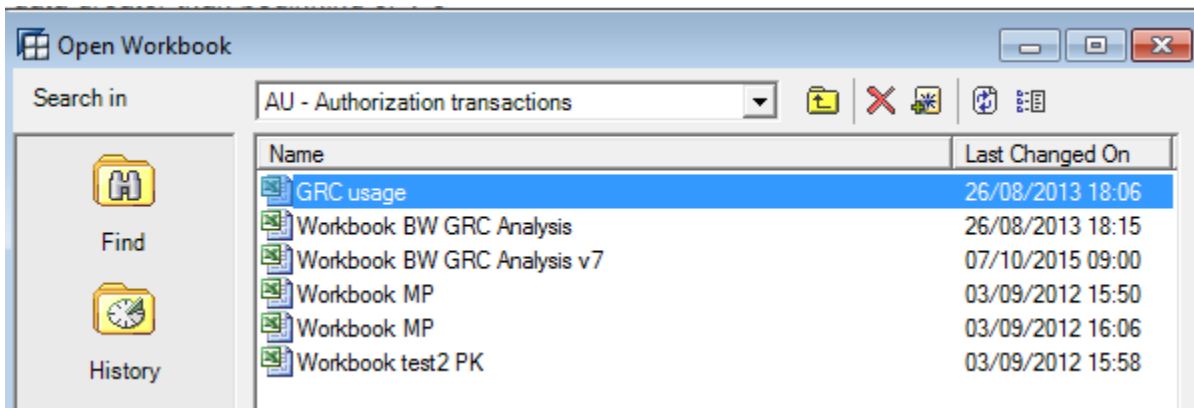 Open Workbook
Search in
AU - Authorization transactions
Name Last Changed On
GRC usage 26/08/2013 18:06
Workbook BW GRC Analysis 26/08/2013 18:15
Workbook BW GRC Analysis v7 07/10/2015 09:00
Workbook MP 03/09/2012 15:50
Workbook MP 03/09/2012 16:06
Workbook test2 PK 03/09/2012 15:58
Find
History